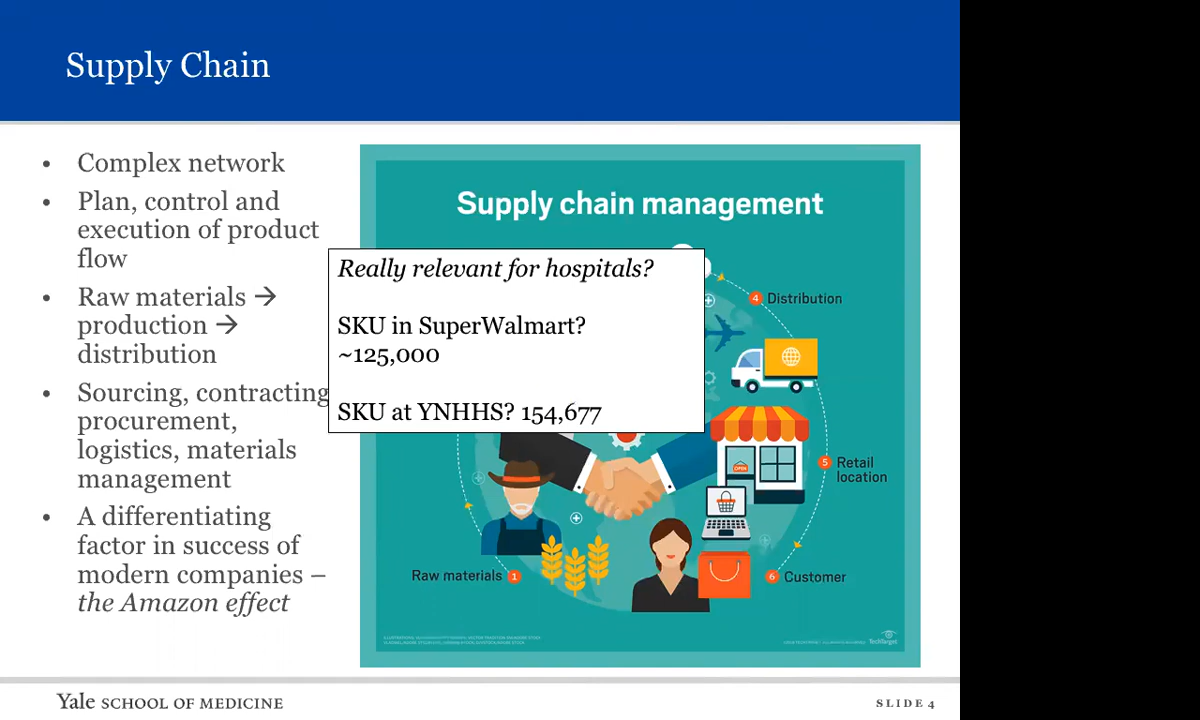 Supply Chain
• Complex network
• Plan, control and
execution of product
flow
• Raw materials →
production →
distribution
• Sourcing, contracting
procurement,
logistics, materials
management
• A differentiating
factor in success of
modern companies –
the Amazon effect
Supply chain management
Really relevant for hospitals?
SKU in SuperWalmart?
~125,000
SKU at YNHHS? 154,677
4 Distribution
5 Retail
location
OPEN
Raw materials 1
6 Customer
TechTarget
Yale SCHOOL OF MEDICINE
SLIDE 4